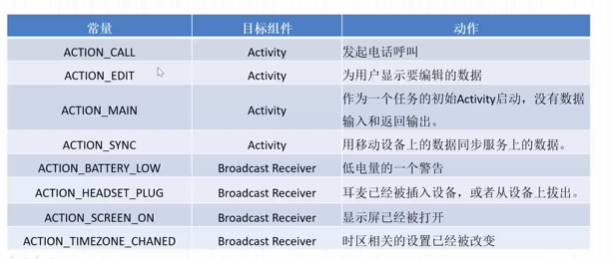 常量 目标组件 动作
ACTION_CALL Activity 发起电话呼叫
ACTION_EDIT Activity 为用户显示要编辑的数据
ACTION_MAIN Activity 作为一个任务的初始Activity启动，没有数据
输入和返回输出。
ACTION_SYNC Activity 用移动设备上的数据同步服务上的数据。
ACTION_BATTERY_LOW Broadcast Receiver 低电量的一个警告
ACTION_HEADSET_PLUG Broadcast Receiver 耳麦已经被插入设备，或者从设备上拔出。
ACTION_SCREEN_ON Broadcast Receiver 显示屏已经被打开
ACTION_TIMEZONE_CHANED Broadcast Receiver 时区相关的设置已经被改变